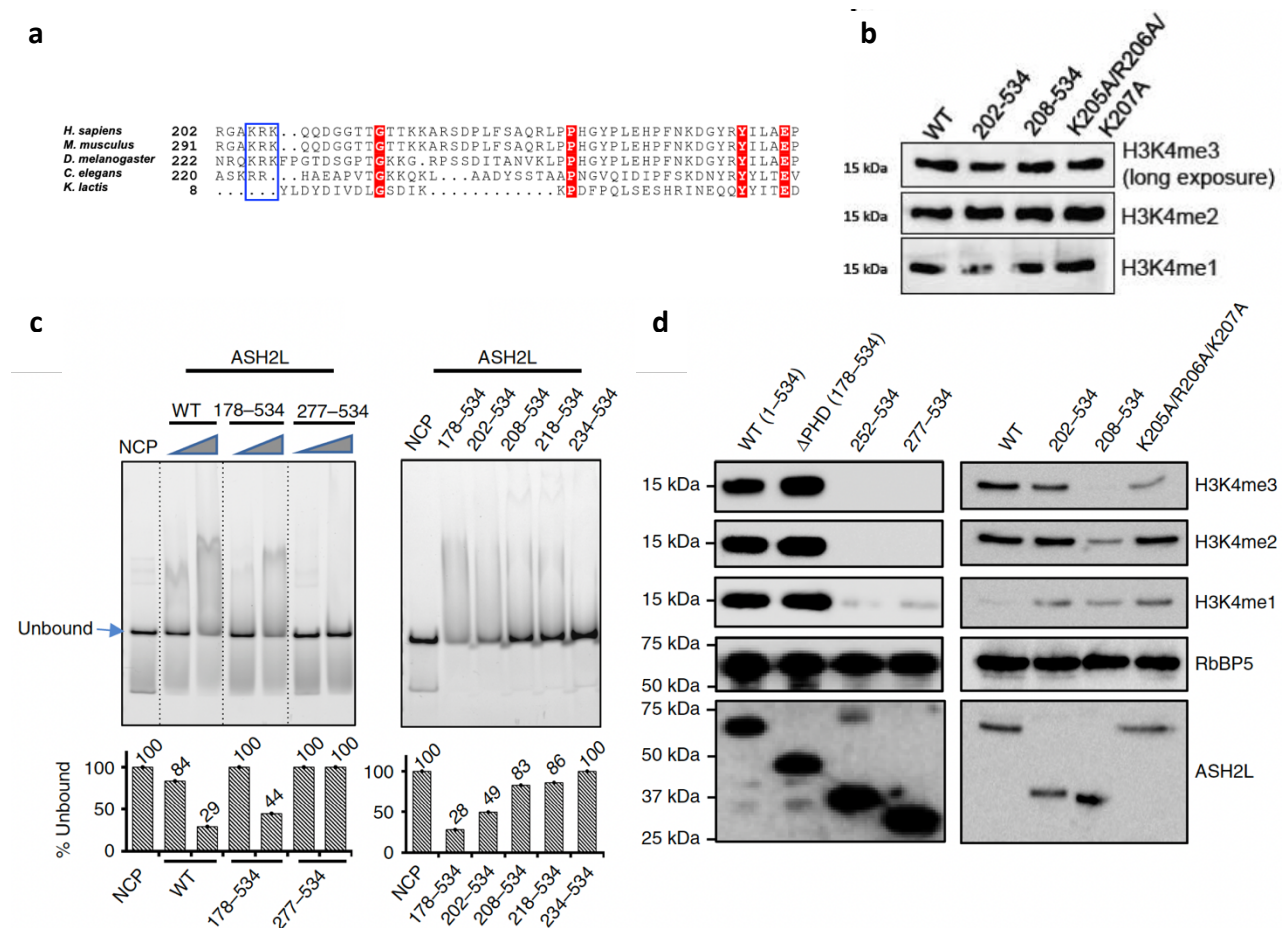 a
H. sapiens 202 RGAKRK..QQDGGTTGTTKKARSDPLFSAQRLPPHGYPLEHPFNKDGYRYILAEP
M. musculus 291 RGAKRK..QQDGGTTGTTKKARSDPLFSAQRLPPHGYPLEHPFNKDGYRYILAEP
D. melanogaster 222 NRQKRKFPGTDSGPTGKKG.RPSSDITANVKLPPHGYPLEHPFNKDGYRYILAEP
C. elegans 220 ASKRR...HAEAPVTGKKQKL..AADYSSTAAPNGVQIDIPFSKDNYRYYLTEV
K. lactis 8 ......YLDYDIVDLGSDIK............KPDFPQLSESHRINEQQYYITED
b
WT
202-534
208-534
K205A/R206A/
K207A
15 kDa H3K4me3
(long exposure)
15 kDa H3K4me2
15 kDa H3K4me1
c
ASH2L
WT 178–534 277–534
NCP
Unbound
% Unbound
100
50
0
100 84 29 100 44 100 100
NCP WT 178–534 277–534
ASH2L
NCP 178–534 202–534 208–534 218–534 234–534
100
50
0
100 28 49 83 86 100
NCP 178–534 202–534 208–534 218–534 234–534
d
WT (1–534) ΔPHD (178–534) 252–534 277–534
WT 202–534 208–534 K205A/R206A/K207A
15 kDa H3K4me3
15 kDa H3K4me2
15 kDa H3K4me1
75 kDa RbBP5
50 kDa
75 kDa
50 kDa ASH2L
37 kDa
25 kDa